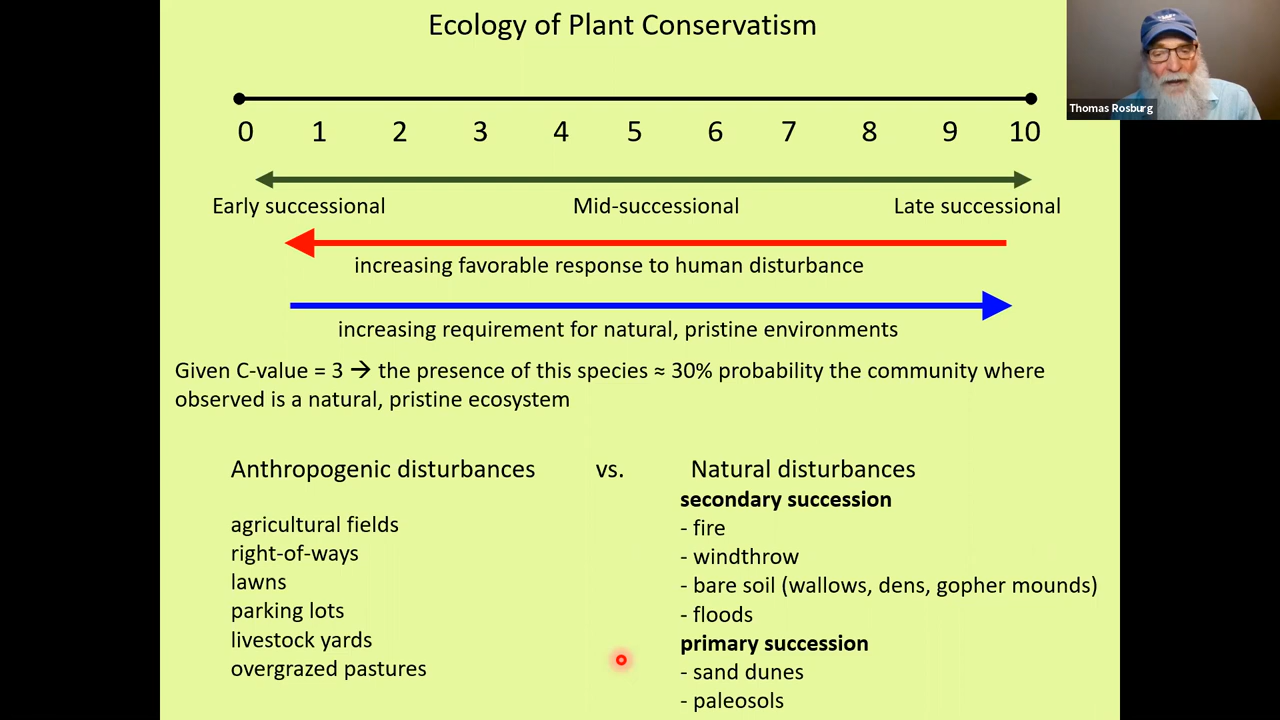 Ecology of Plant Conservatism
Thomas Rosburg
0 1 2 3 4 5 6 7 8 9 10
Early successional Mid-successional Late successional
increasing favorable response to human disturbance
increasing requirement for natural, pristine environments
Given C-value = 3 → the presence of this species ≈ 30% probability the community where
observed is a natural, pristine ecosystem
Anthropogenic disturbances vs. Natural disturbances
agricultural fields
right-of-ways
lawns
parking lots
livestock yards
overgrazed pastures
secondary succession
- fire
- windthrow
- bare soil (wallows, dens, gopher mounds)
- floods
primary succession
- sand dunes
- paleosols